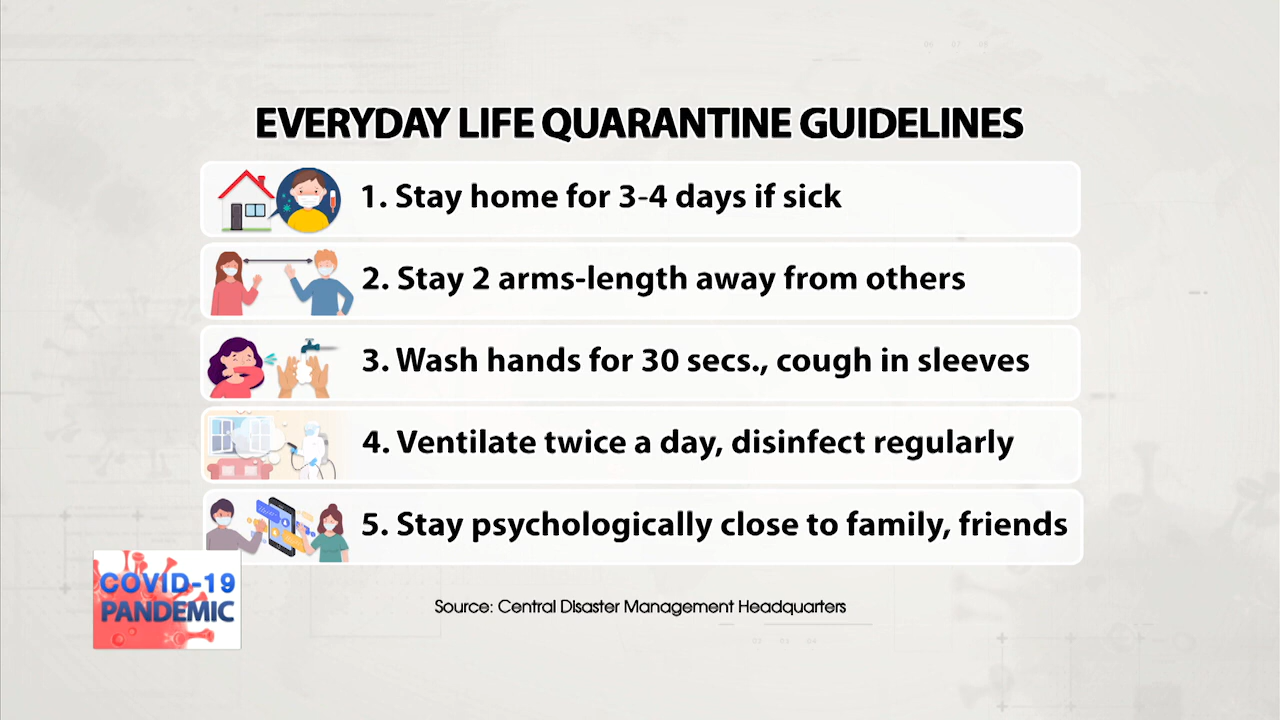 EVERYDAY LIFE QUARANTINE GUIDELINES
1. Stay home for 3-4 days if sick
2. Stay 2 arms-length away from others
3. Wash hands for 30 secs., cough in sleeves
4. Ventilate twice a day, disinfect regularly
5. Stay psychologically close to family, friends
COVID-19
PANDEMIC
Source: Central Disaster Management Headquarters